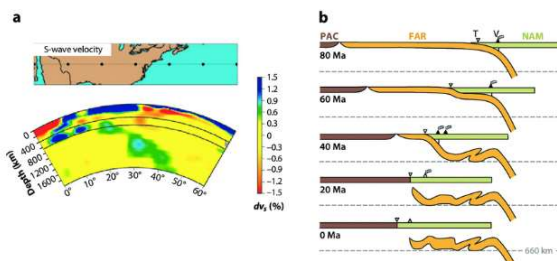 a
S-wave velocity
0
400
800
1200
1600
Depth (km)
0°
10°
20°
30°
40°
50°
60°
1.5
1.2
0.9
0.6
0.3
0
−0.3
−0.6
−0.9
−1.2
−1.5
dvs (%)
b
PAC FAR T V NAM
80 Ma
60 Ma
40 Ma
20 Ma
0 Ma
660 km